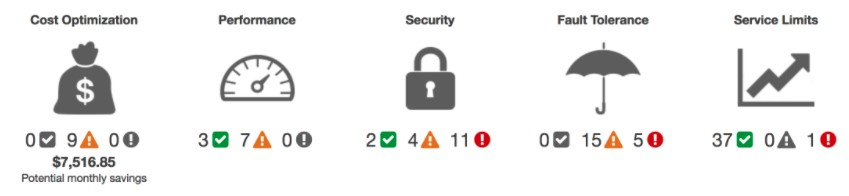 Cost Optimization Performance Security Fault Tolerance Service Limits
$
0 9 0 3 7 0 2 4 11 0 15 5 37 0 1
$7,516.85
Potential monthly savings